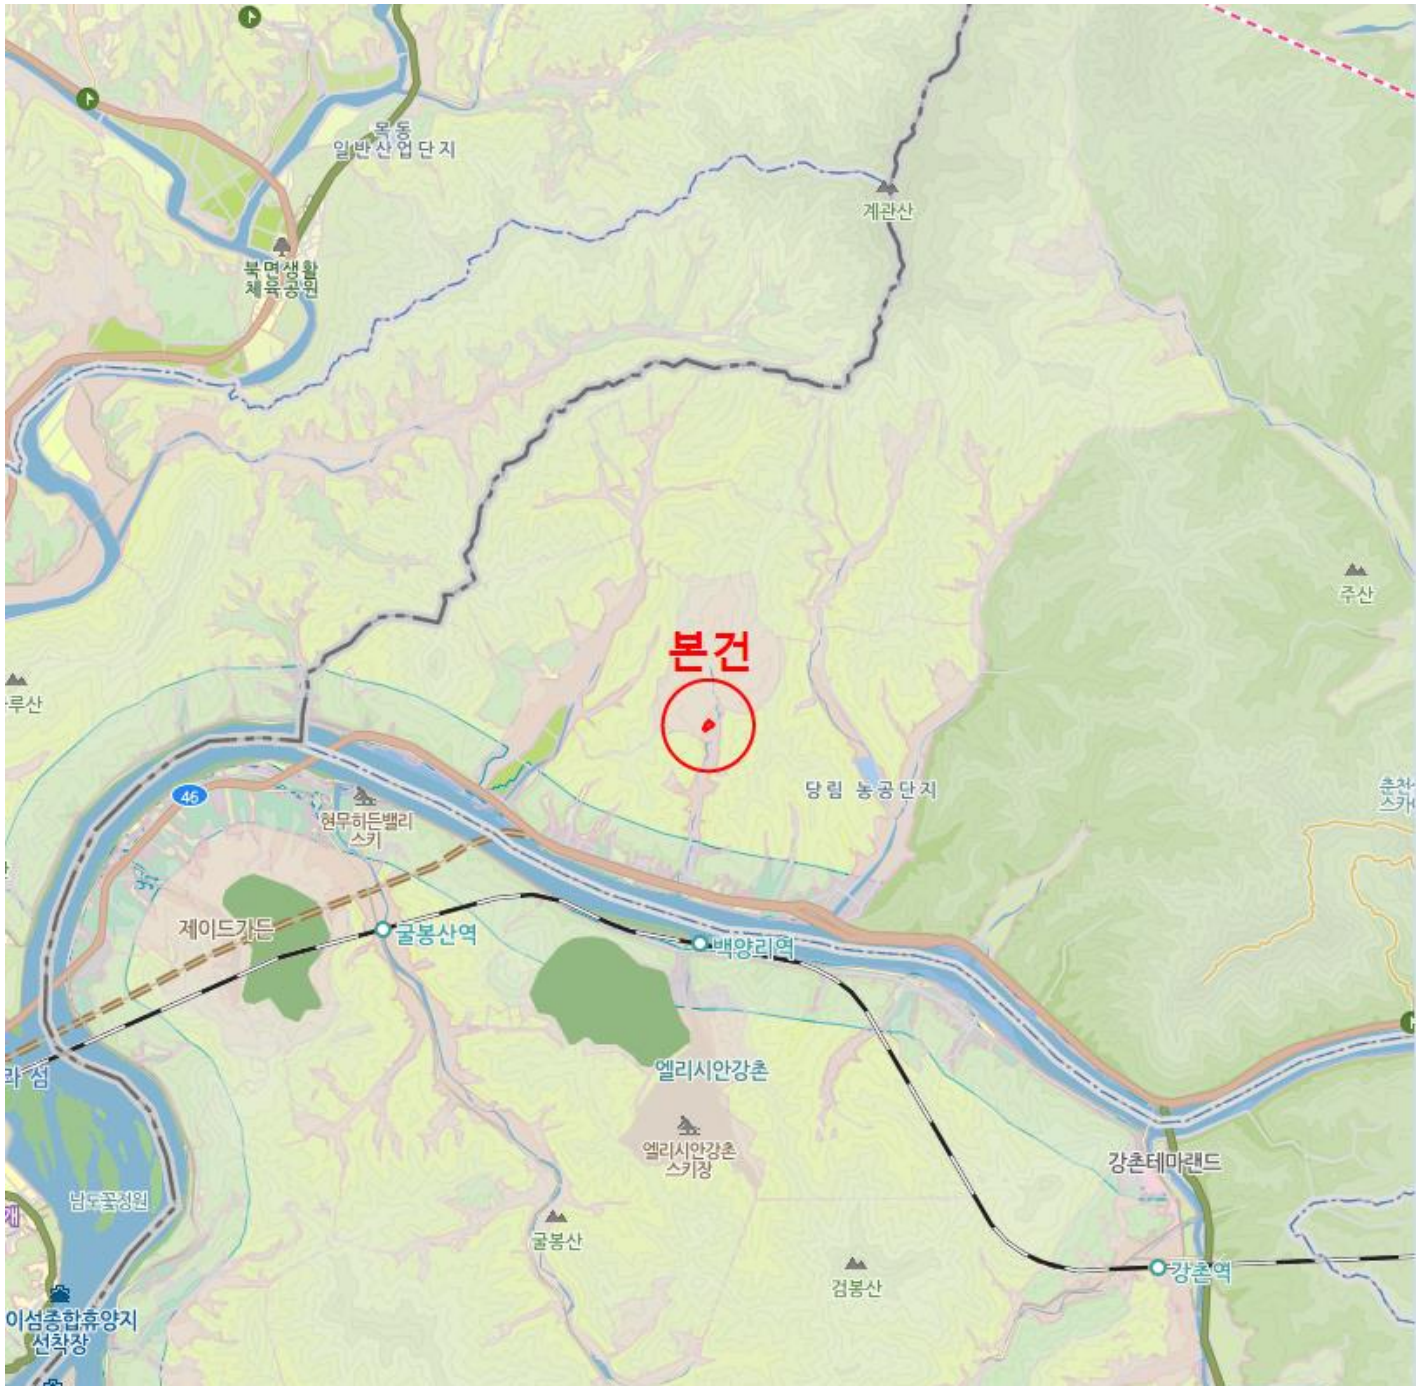 목동
일반산업단지
계관산
북면생활
체육공원
주산
본건
루산
당림 농공단지
춘천
46
현무히든밸리
스키
제이드가든
굴봉산역
백양리역
엘리시안강촌
섬
엘리시안강촌
스키장
강촌테마랜드
남도꽃정원
굴봉산
검봉산
강촌역
이섬종합휴양지
선착장